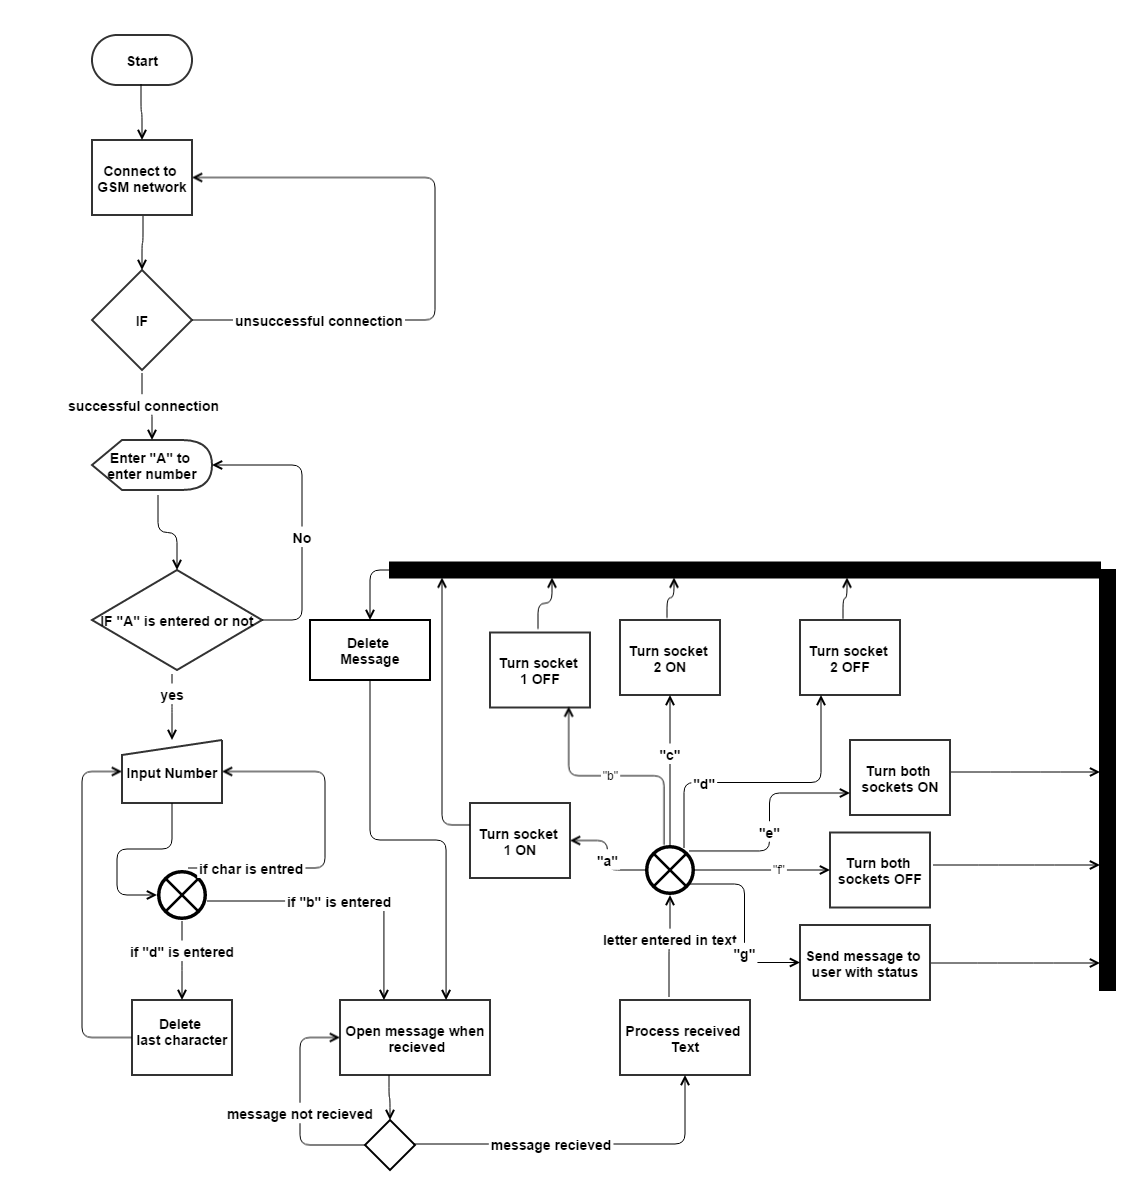 Start
Connect to
GSM network
IF
unsuccessful connection
successful connection
Enter "A" to
enter number
No
IF "A" is entered or not
yes
Input Number
if char is entred
if "b" is entered
if "d" is entered
Delete
last character
Delete
Message
Open message when
recieved
message not recieved
message recieved
Process received
Text
letter entered in text
"a"
Turn socket
1 ON
"b"
Turn socket
1 OFF
"c"
Turn socket
2 ON
"d"
Turn socket
2 OFF
"e"
Turn both
sockets ON
"f"
Turn both
sockets OFF
"g"
Send message to
user with status